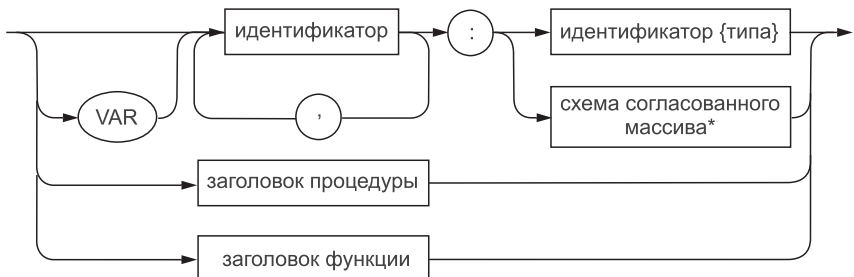 идентификатор
:
идентификатор {типа}
VAR
,
схема согласованного
массива*
заголовок процедуры
заголовок функции